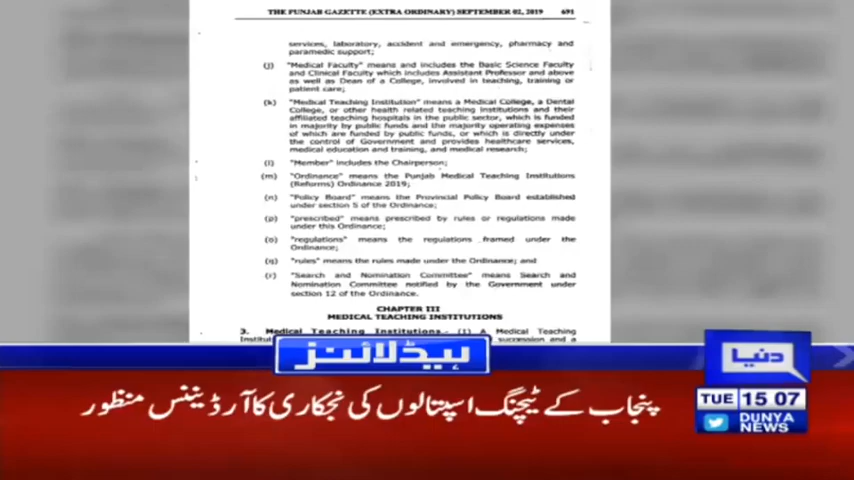 THE PUNJAB GAZETTE (EXTRA ORDINARY) SEPTEMBER 02, 2019 691
services, laboratory, accident and emergency, pharmacy and
paramedic support;
(j) "Medical Faculty" means and includes the Basic Science Faculty
and Clinical Faculty which includes Assistant Professor and above
as well as Dean of a College, involved in teaching, training or
patient care;
(k) "Medical Teaching Institution" means a Medical College, a Dental
College, or other health related teaching institutions and their
affiliated teaching hospitals in the public sector, which is funded
in majority by public funds and the majority operating expenses
of which are funded by public funds, or which is directly under
the control of Government and provides healthcare services,
medical education and training, and medical research;
(l) "Member" includes the Chairperson;
(m) "Ordinance" means the Punjab Medical Teaching Institutions
(Reforms) Ordinance 2019;
(n) "Policy Board" means the Provincial Policy Board established
under section 5 of the Ordinance;
(p) "prescribed" means prescribed by rules or regulations made
under this Ordinance;
(o) "regulations" means the regulations framed under the
Ordinance;
(q) "rules" means the rules made under the Ordinance; and
(r) "Search and Nomination Committee" means Search and
Nomination Committee notified by the Government under
section 12 of the Ordinance.
CHAPTER III
MEDICAL TEACHING INSTITUTIONS
3. Medical Teaching Institutions.- (1) A Medical Teaching
succession and a
ہیڈلائنز
دنیا
پنجاب کے ٹیچنگ اسپتالوں کی نجکاری کا آرڈیننس منظور
TUE 15 07
DUNYA
NEWS